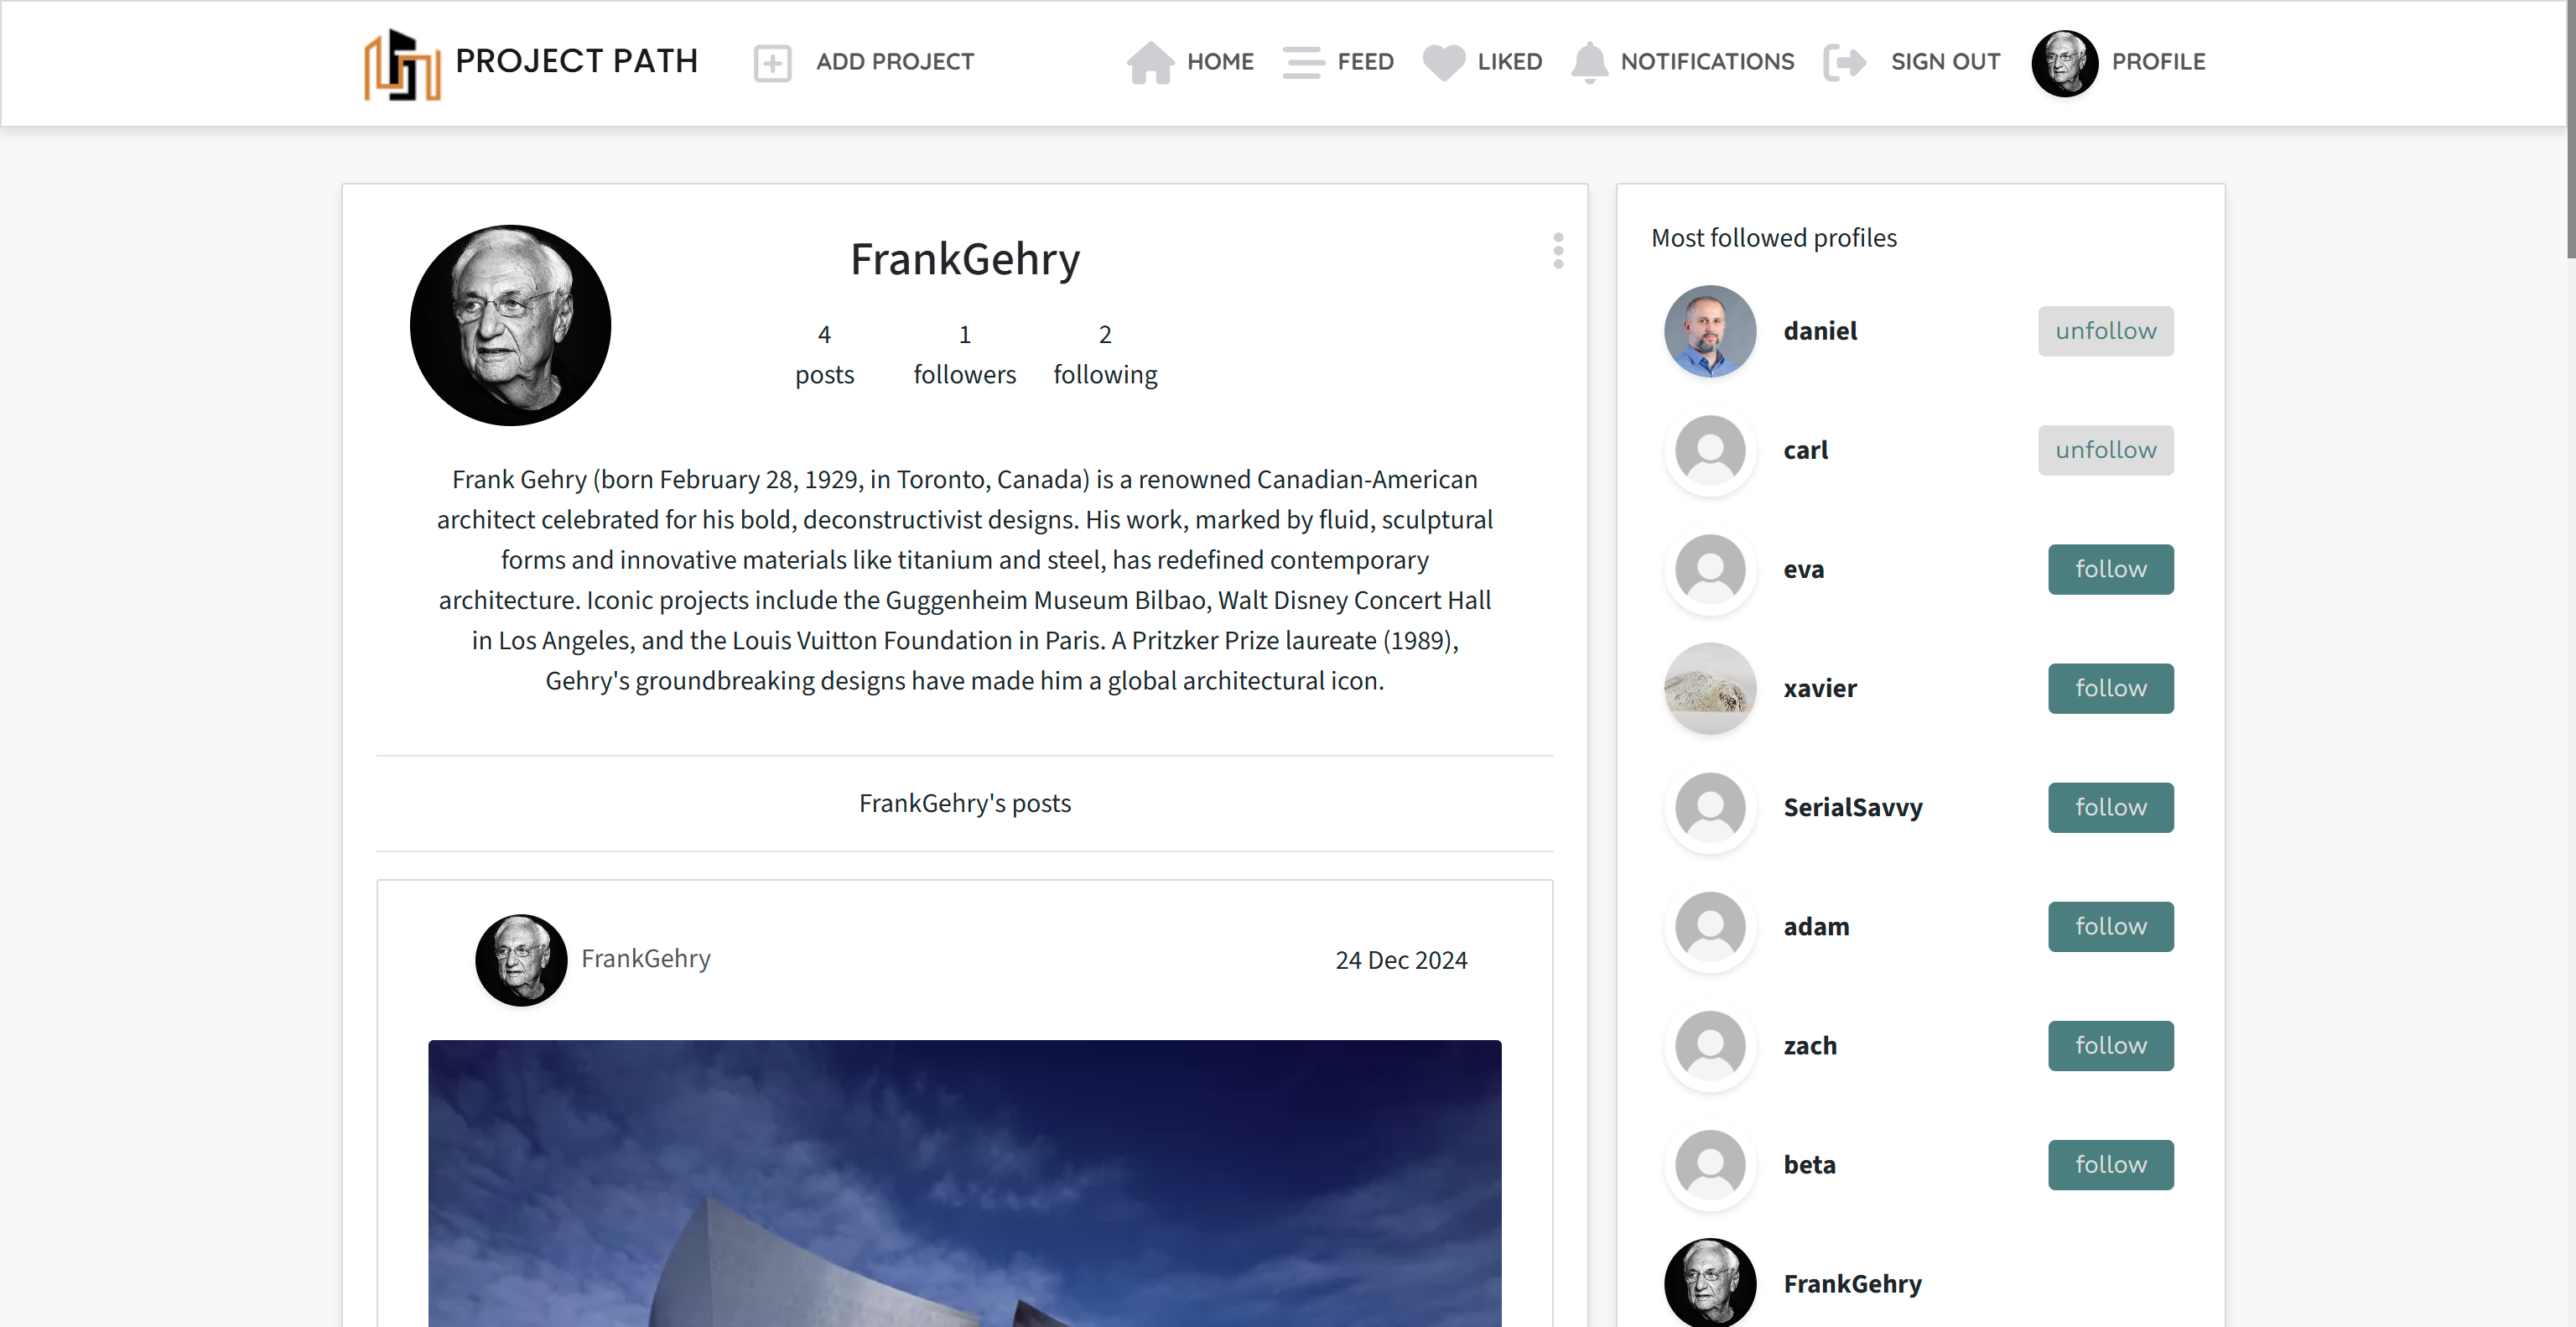 PROJECT PATH
ADD PROJECT
HOME
FEED
LIKED
NOTIFICATIONS
SIGN OUT
PROFILE
FrankGehry
4
1
2
posts
followers
following
Frank Gehry (born February 28, 1929, in Toronto, Canada) is a renowned Canadian-American
architect celebrated for his bold, deconstructivist designs. His work, marked by fluid, sculptural
forms and innovative materials like titanium and steel, has redefined contemporary
architecture. Iconic projects include the Guggenheim Museum Bilbao, Walt Disney Concert Hall
in Los Angeles, and the Louis Vuitton Foundation in Paris. A Pritzker Prize laureate (1989),
Gehry's groundbreaking designs have made him a global architectural icon.
FrankGehry's posts
FrankGehry
24 Dec 2024
Most followed profiles
daniel
unfollow
carl
unfollow
eva
follow
xavier
follow
SerialSavvy
follow
adam
follow
zach
follow
beta
follow
FrankGehry